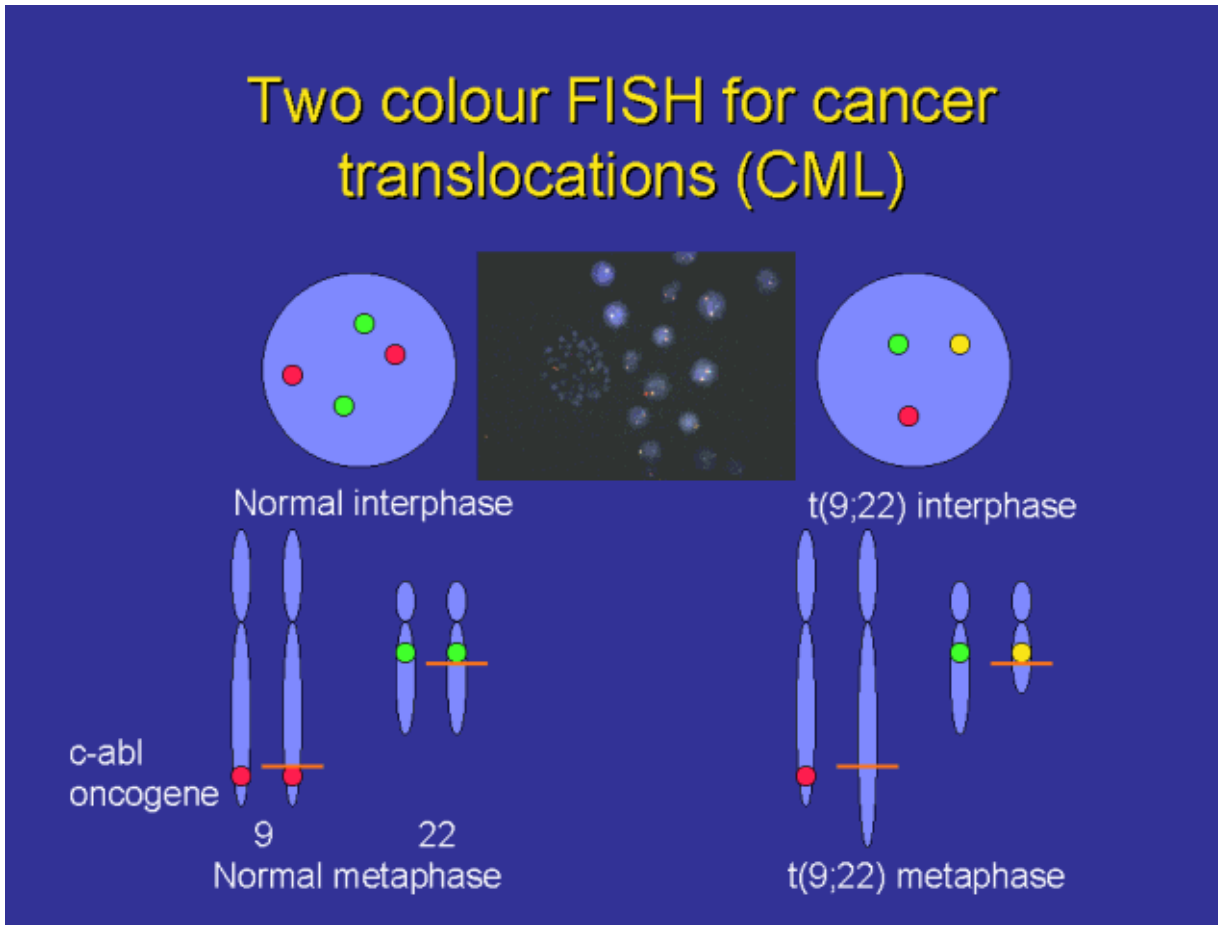 Two colour FISH for cancer
translocations (CML)
Normal interphase
t(9;22) interphase
c-abl
oncogene
9
22
Normal metaphase
t(9;22) metaphase